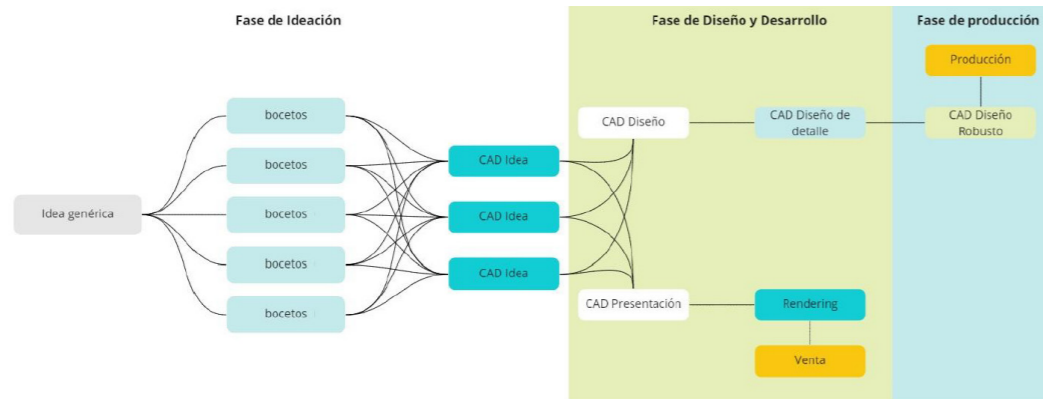 Fase de Ideación
Fase de Diseño y Desarrollo
Fase de producción
Idea genérica
bocetos
bocetos
bocetos
bocetos
bocetos
CAD Idea
CAD Idea
CAD Idea
CAD Diseño
CAD Presentación
CAD Diseño de
detalle
Rendering
Venta
Producción
CAD Diseño
Robusto